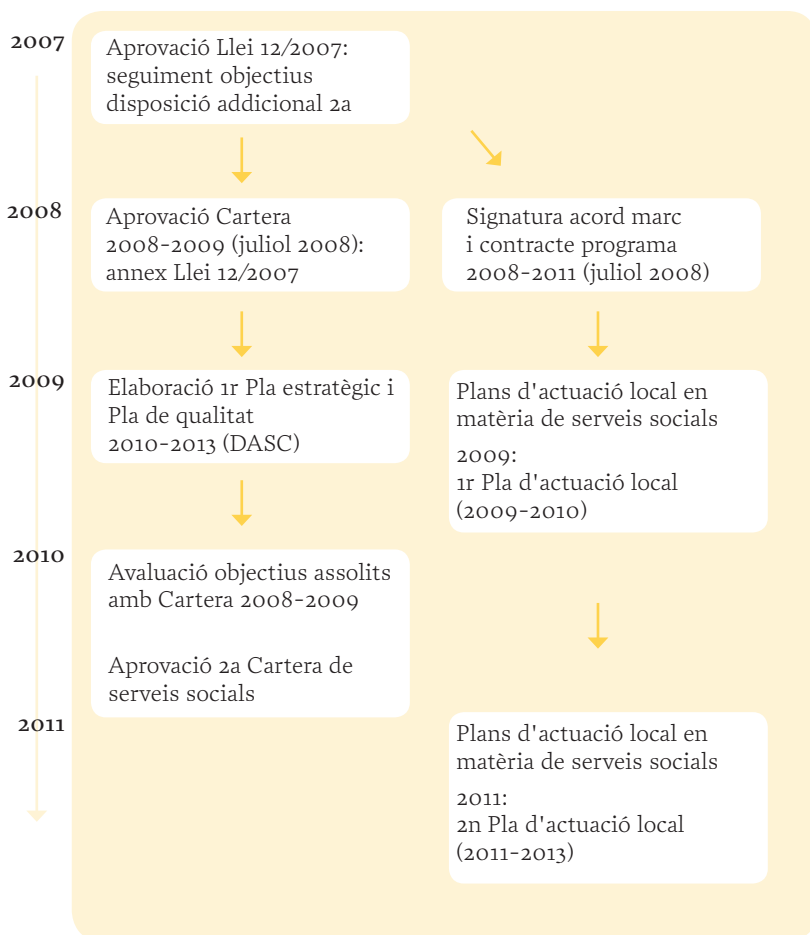 2007
Aprovació Llei 12/2007:
seguiment objectius
disposició addicional 2a
2008
Aprovació Cartera
2008-2009 (juliol 2008):
annex Llei 12/2007
Signatura acord marc
i contracte programa
2008-2011 (juliol 2008)
2009
Elaboració 1r Pla estratègic i
Pla de qualitat
2010-2013 (DASC)
Plans d'actuació local en
matèria de serveis socials
2009:
1r Pla d'actuació local
(2009-2010)
2010
Avaluació objectius assolits
amb Cartera 2008-2009
Aprovació 2a Cartera de
serveis socials
2011
Plans d'actuació local en
matèria de serveis socials
2011:
2n Pla d'actuació local
(2011-2013)